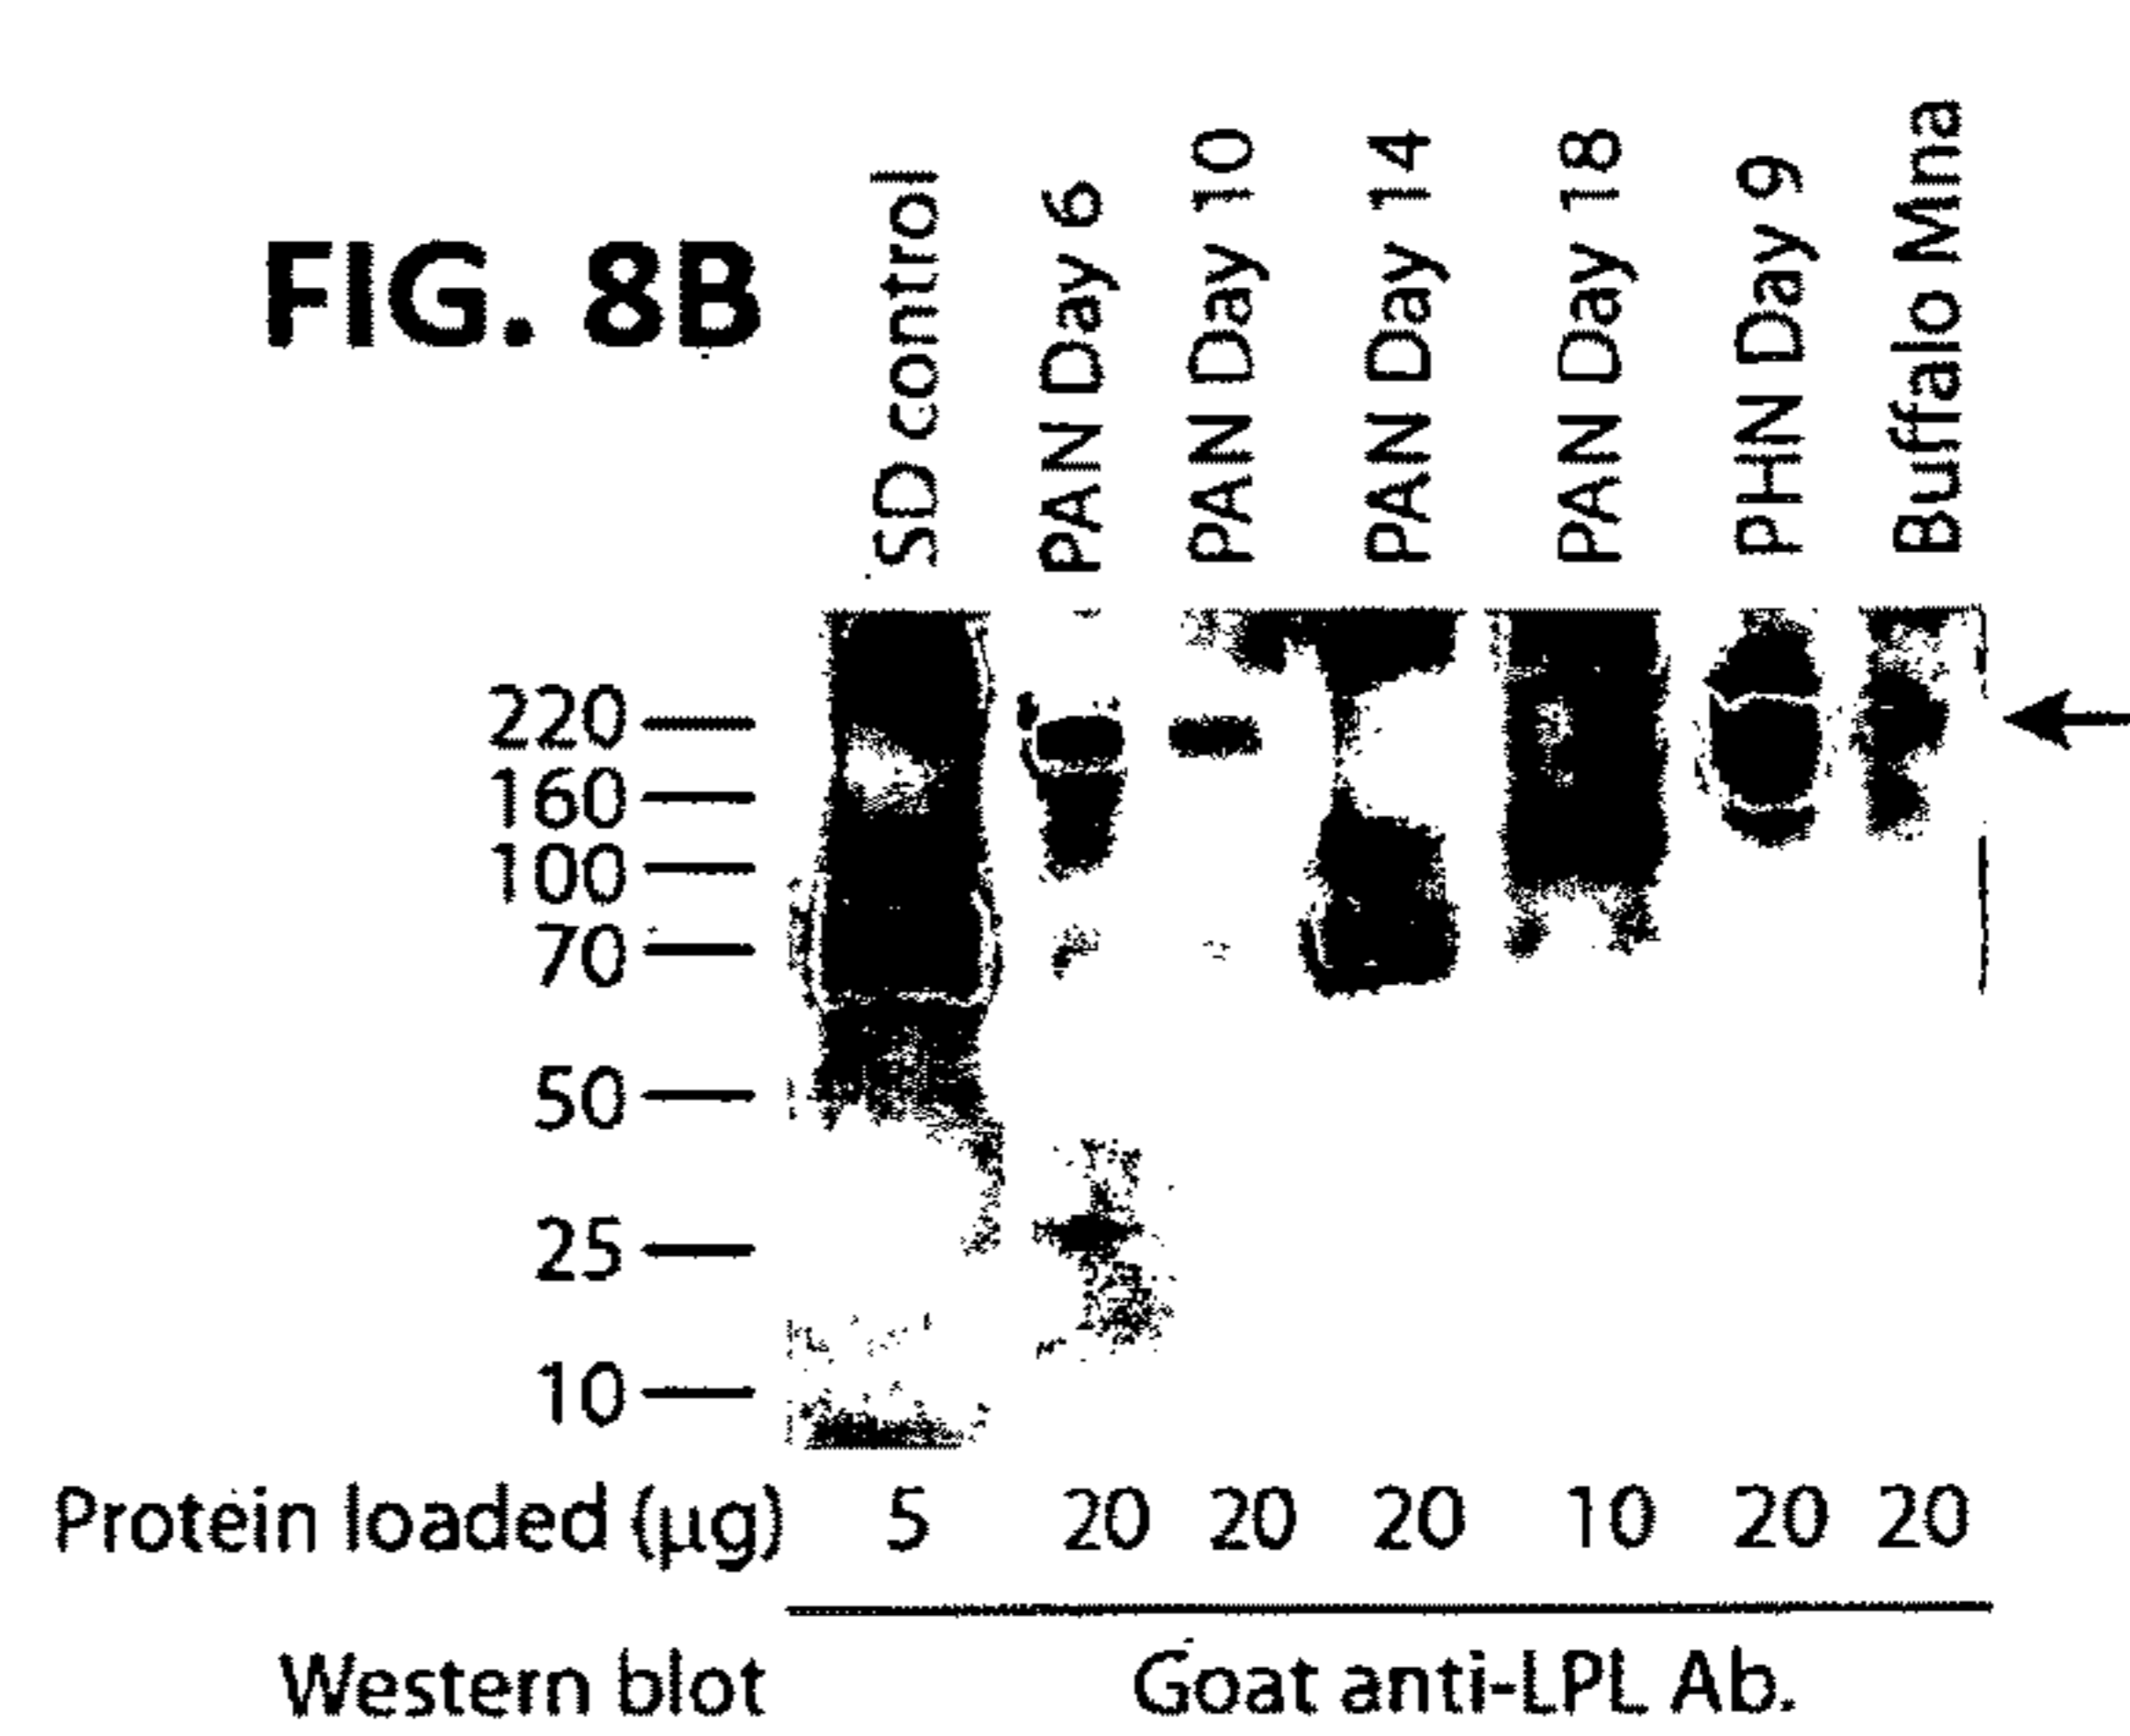 FIG. 8B
SD control
PAN Day 6
PAN Day 10
PAN Day 14
PAN Day 18
PHN Day 9
Buffalo Mna
220
160
100
70
50
25
10
Protein loaded (µg) 5 20 20 20 10 20 20
Western blot Goat anti-LPL Ab.